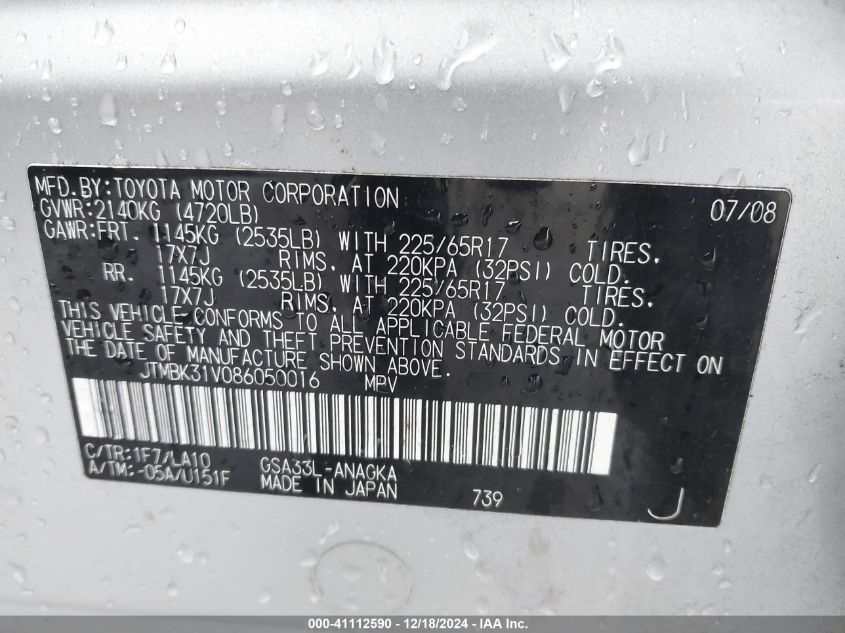 MFD.BY:TOYOTA MOTOR CORPORATION 07/08
GVWR:2140KG (4720LB)
GAWR:FRT. 1145KG (2535LB) WITH 225/65R17 TIRES,
17X7J RIMS, AT 220KPA (32PSI) COLD.
RR. 1145KG (2535LB) WITH 225/65R17 TIRES,
17X7J RIMS, AT 220KPA (32PSI) COLD.
THIS VEHICLE CONFORMS TO ALL APPLICABLE FEDERAL MOTOR
VEHICLE SAFETY AND THEFT PREVENTION STANDARDS IN EFFECT ON
THE DATE OF MANUFACTURE SHOWN ABOVE.
JTMBK31V086050016 MPV
C/TR:1F7/LA10 GSA33L-ANAGKA
A/TM:-05A/U151F MADE IN JAPAN 739 J
000-41112590 - 12/18/2024 - IAA Inc.